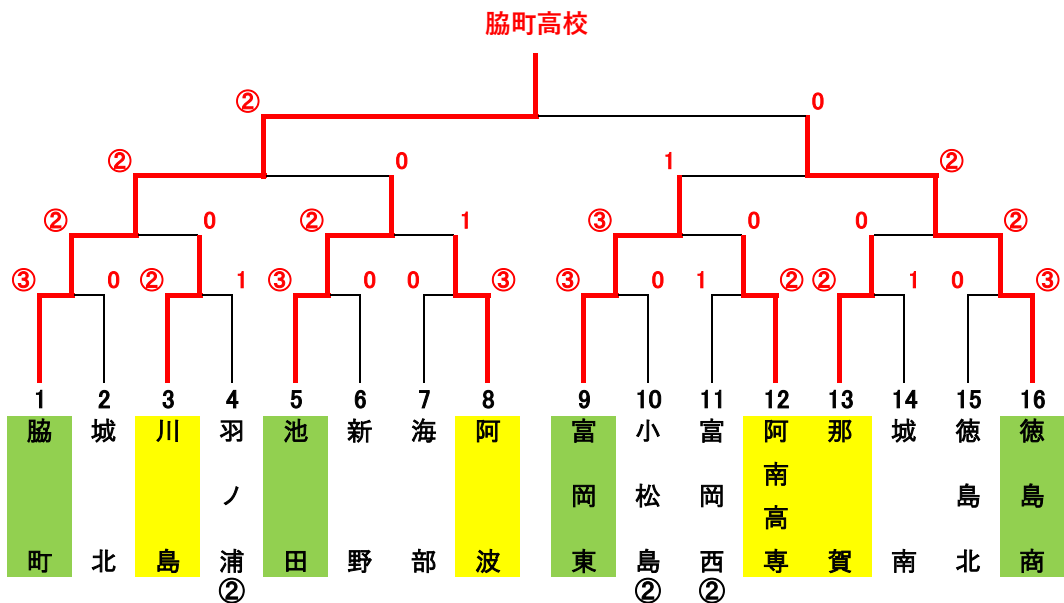 脇町高校
② 0
② 0 1 ②
② 0 ② 1 ③ 0 0 ②
③ 0 ② 1 ③ 0 0 ③ ③ 0 1 ② ② 1 0 ③
1 2 3 4 5 6 7 8 9 10 11 12 13 14 15 16
脇町
城北
川島
羽ノ浦②
池田
新野
海部
阿波
富岡東
小松島②
富岡西②
阿南高専
那賀
城南
徳島北
徳島商